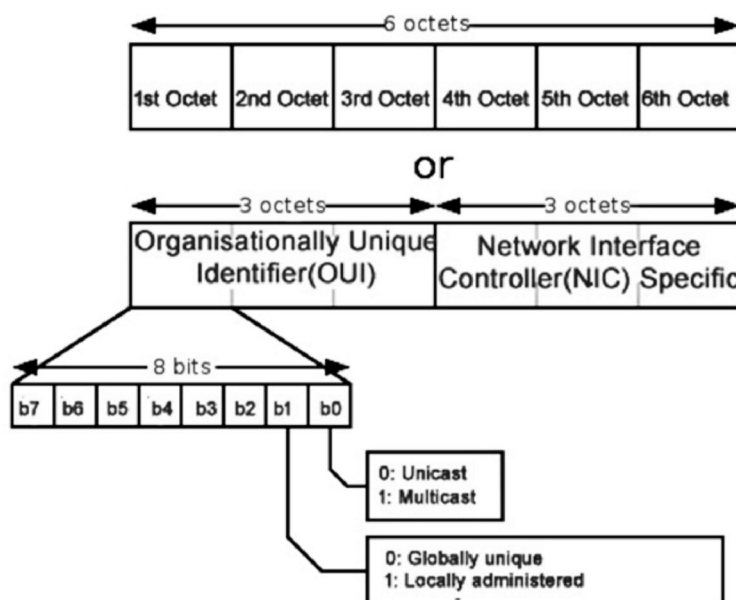 6 octets
1st Octet 2nd Octet 3rd Octet 4th Octet 5th Octet 6th Octet
or
3 octets 3 octets
Organisationally Unique
Identifier(OUI)
Network Interface
Controller(NIC) Specific
8 bits
b7 b6 b5 b4 b3 b2 b1 b0
0: Unicast
1: Multicast
0: Globally unique
1: Locally administered